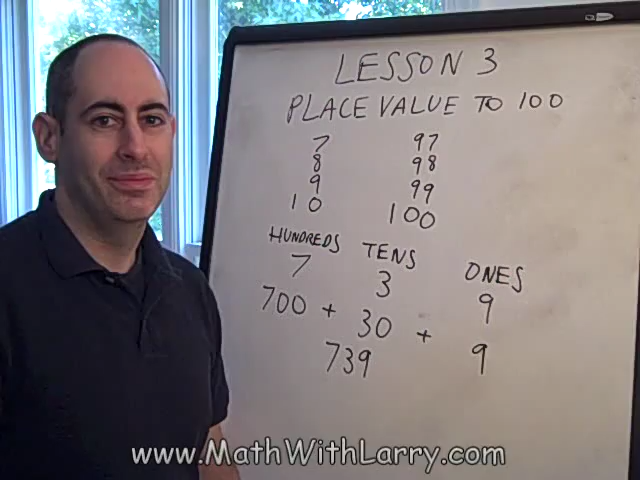 LESSON 3
PLACE VALUE TO 100
7 97
8 98
9 99
10 100
HUNDREDS TENS ONES
7 3 9
700 + 30 + 9
739
www.MathWithLarry.com